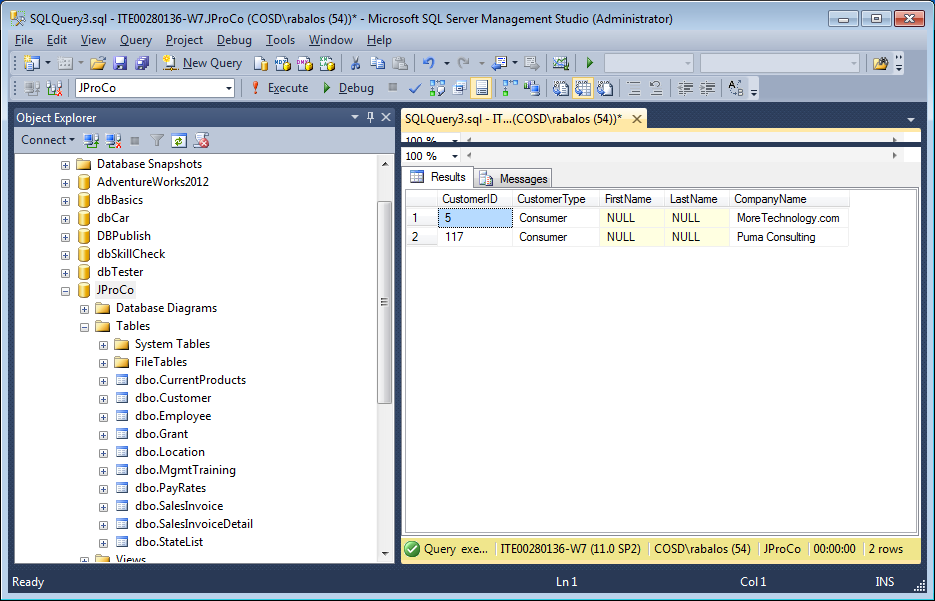 SQLQuery3.sql - ITE00280136-W7.JProCo (COSD\rabalos (54))* - Microsoft SQL Server Management Studio (Administrator)
File Edit View Query Project Debug Tools Window Help
New Query
JProCo Execute Debug
Object Explorer
Connect
Database Snapshots
AdventureWorks2012
dbBasics
dbCar
DBPublish
dbSkillCheck
dbTester
JProCo
Database Diagrams
Tables
System Tables
FileTables
dbo.CurrentProducts
dbo.Customer
dbo.Employee
dbo.Grant
dbo.Location
dbo.MgmtTraining
dbo.PayRates
dbo.SalesInvoice
dbo.SalesInvoiceDetail
dbo.StateList
Views
SQLQuery3.sql - IT...(COSD\rabalos (54))*
100 %
100 %
Results Messages
CustomerID CustomerType FirstName LastName CompanyName
1 5 Consumer NULL NULL MoreTechnology.com
2 117 Consumer NULL NULL Puma Consulting
Query exe... ITE00280136-W7 (11.0 SP2) COSD\rabalos (54) JProCo 00:00:00 2 rows
Ready Ln 1 Col 1 INS